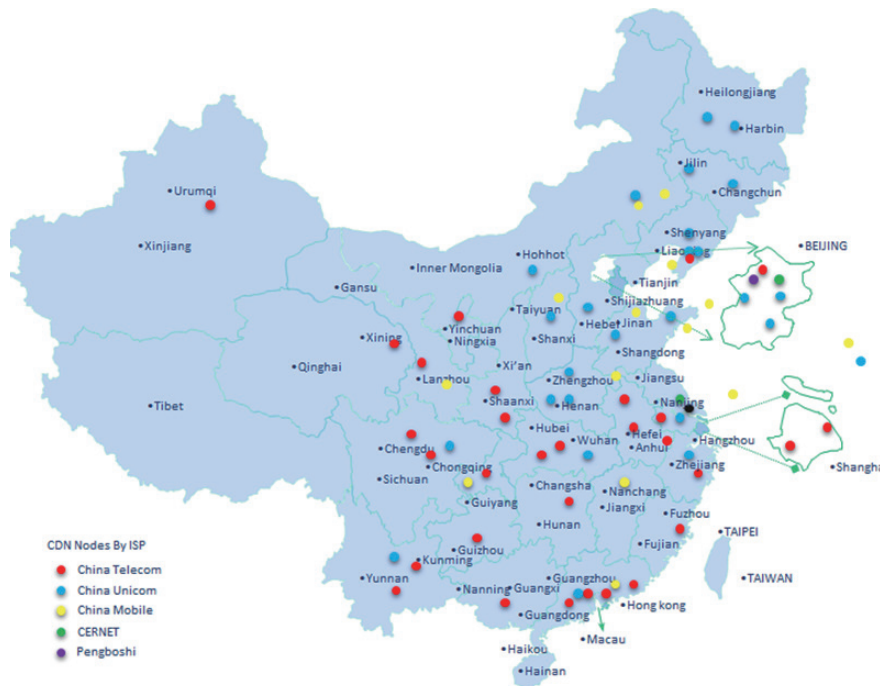 Heilongjiang
Harbin
Jilin
Changchun
Urumqi
Shenyang
BEIJING
Xinjiang
Hohhot
Inner Mongolia
Tianjin
Gansu
Shijiazhuang
Taiyuan
Hebei
Jinan
Yinchuan
Xining
Ningxia
Shanxi
Shangdong
Xi'an
Qinghai
Lanzhou
Zhengzhou
Jiangsu
Tibet
Shaanxi
Henan
Nanjing
Hubei
Hefei
Wuhan
Hangzhou
Anhui
Chengdu
Chongqing
Zhejiang
Sichuan
Changsha
Nanchang
Guiyang
Jiangxi
Fuzhou
Hunan
TAIPEI
CDN Nodes By ISP
Guizhou
Fujian
China Telecom
Kunming
Yunnan
Guangzhou
TAIWAN
China Unicom
Nanning
Guangxi
Hong kong
China Mobile
Guangdong
CERNET
Macau
Haikou
Pengboshi
Hainan